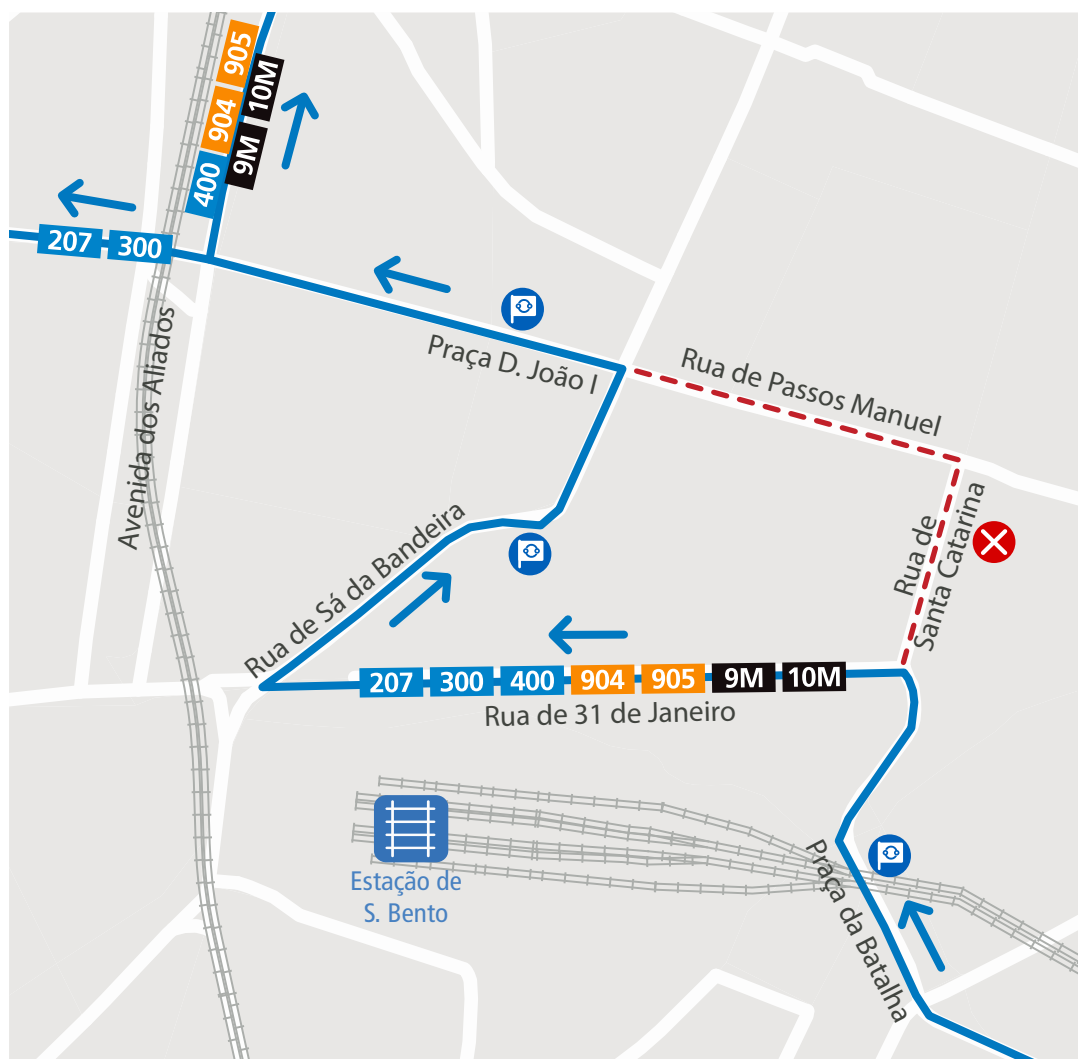 905
904
10M
400
9M
207
300
Praça D. João I
Rua de Passos Manuel
Avenida dos Aliados
Rua de Sá da Bandeira
Rua de
Santa Catarina
207
300
400
904
905
9M
10M
Rua de 31 de Janeiro
Estação de
S. Bento
Praça da Batalha